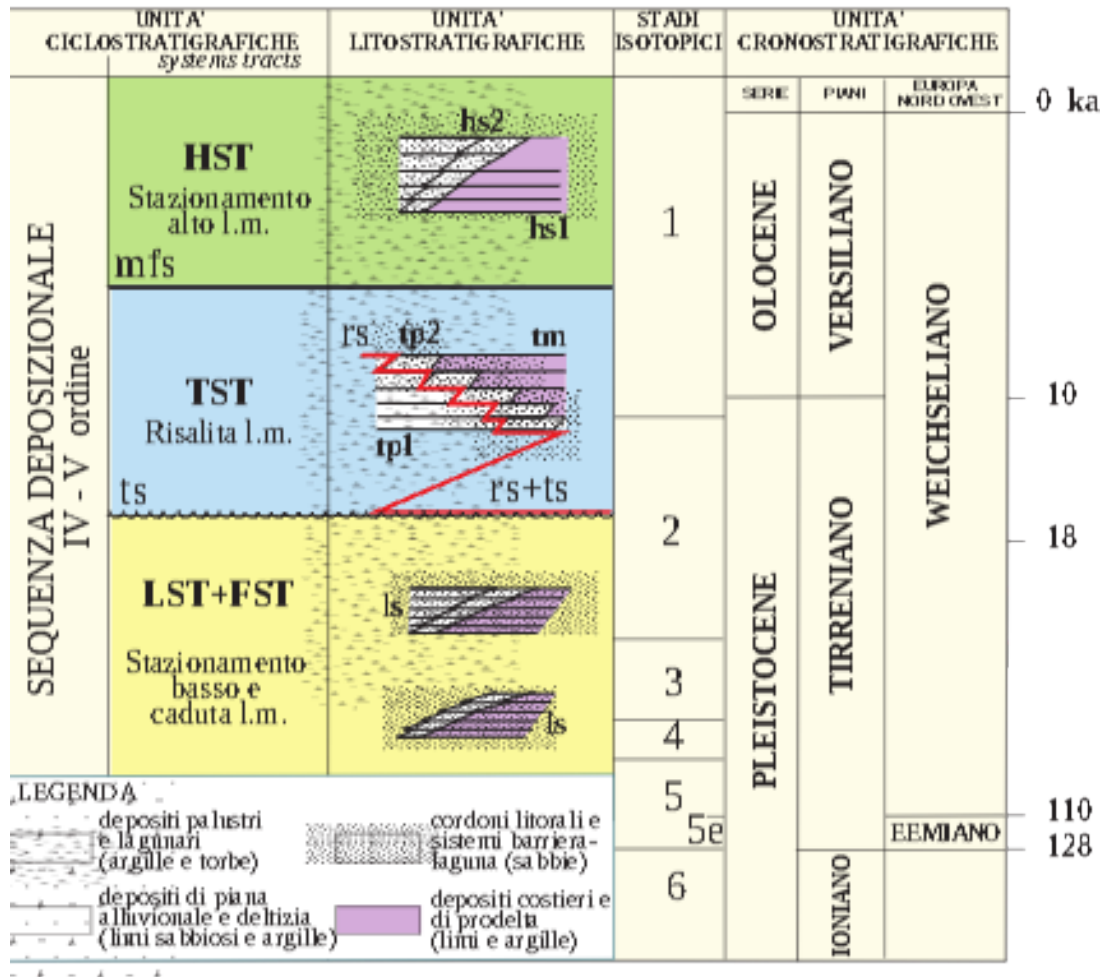 UNITA'
CICLOSTRATIGRAFICHE
systems tracts
UNITA'
LITOSTRATIGRAFICHE
STADI
ISOTOPICI
UNITA'
CRONOSTRATIGRAFICHE
SERIE
PIANI
EUROPA
NORD OVEST
0 ka
SEQUENZA DEPOSIZIONALE
IV - V ordine
HST
Stazionamento
alto l.m.
mfs
hs2
hs1
1
OLOCENE
VERSILIANO
WEICHSELIANO
TST
Risalita l.m.
ts
rs
tp2
tm
tp1
rs+ts
10
2
18
LST+FST
Stazionamento
basso e
caduta l.m.
ls
ls
3
4
5
5e
6
PLEISTOCENE
TIRRENIANO
IONIANO
EEMIANO
110
128
LEGENDA
depositi palustri
e lagunari
(argille e torbe)
cordoni litorali e
sistemi barriera-
laguna (sabbie)
depositi di piana
alluvionale e deltizia
(limi sabbiosi e argille)
depositi costieri e
di prodelta
(limi e argille)